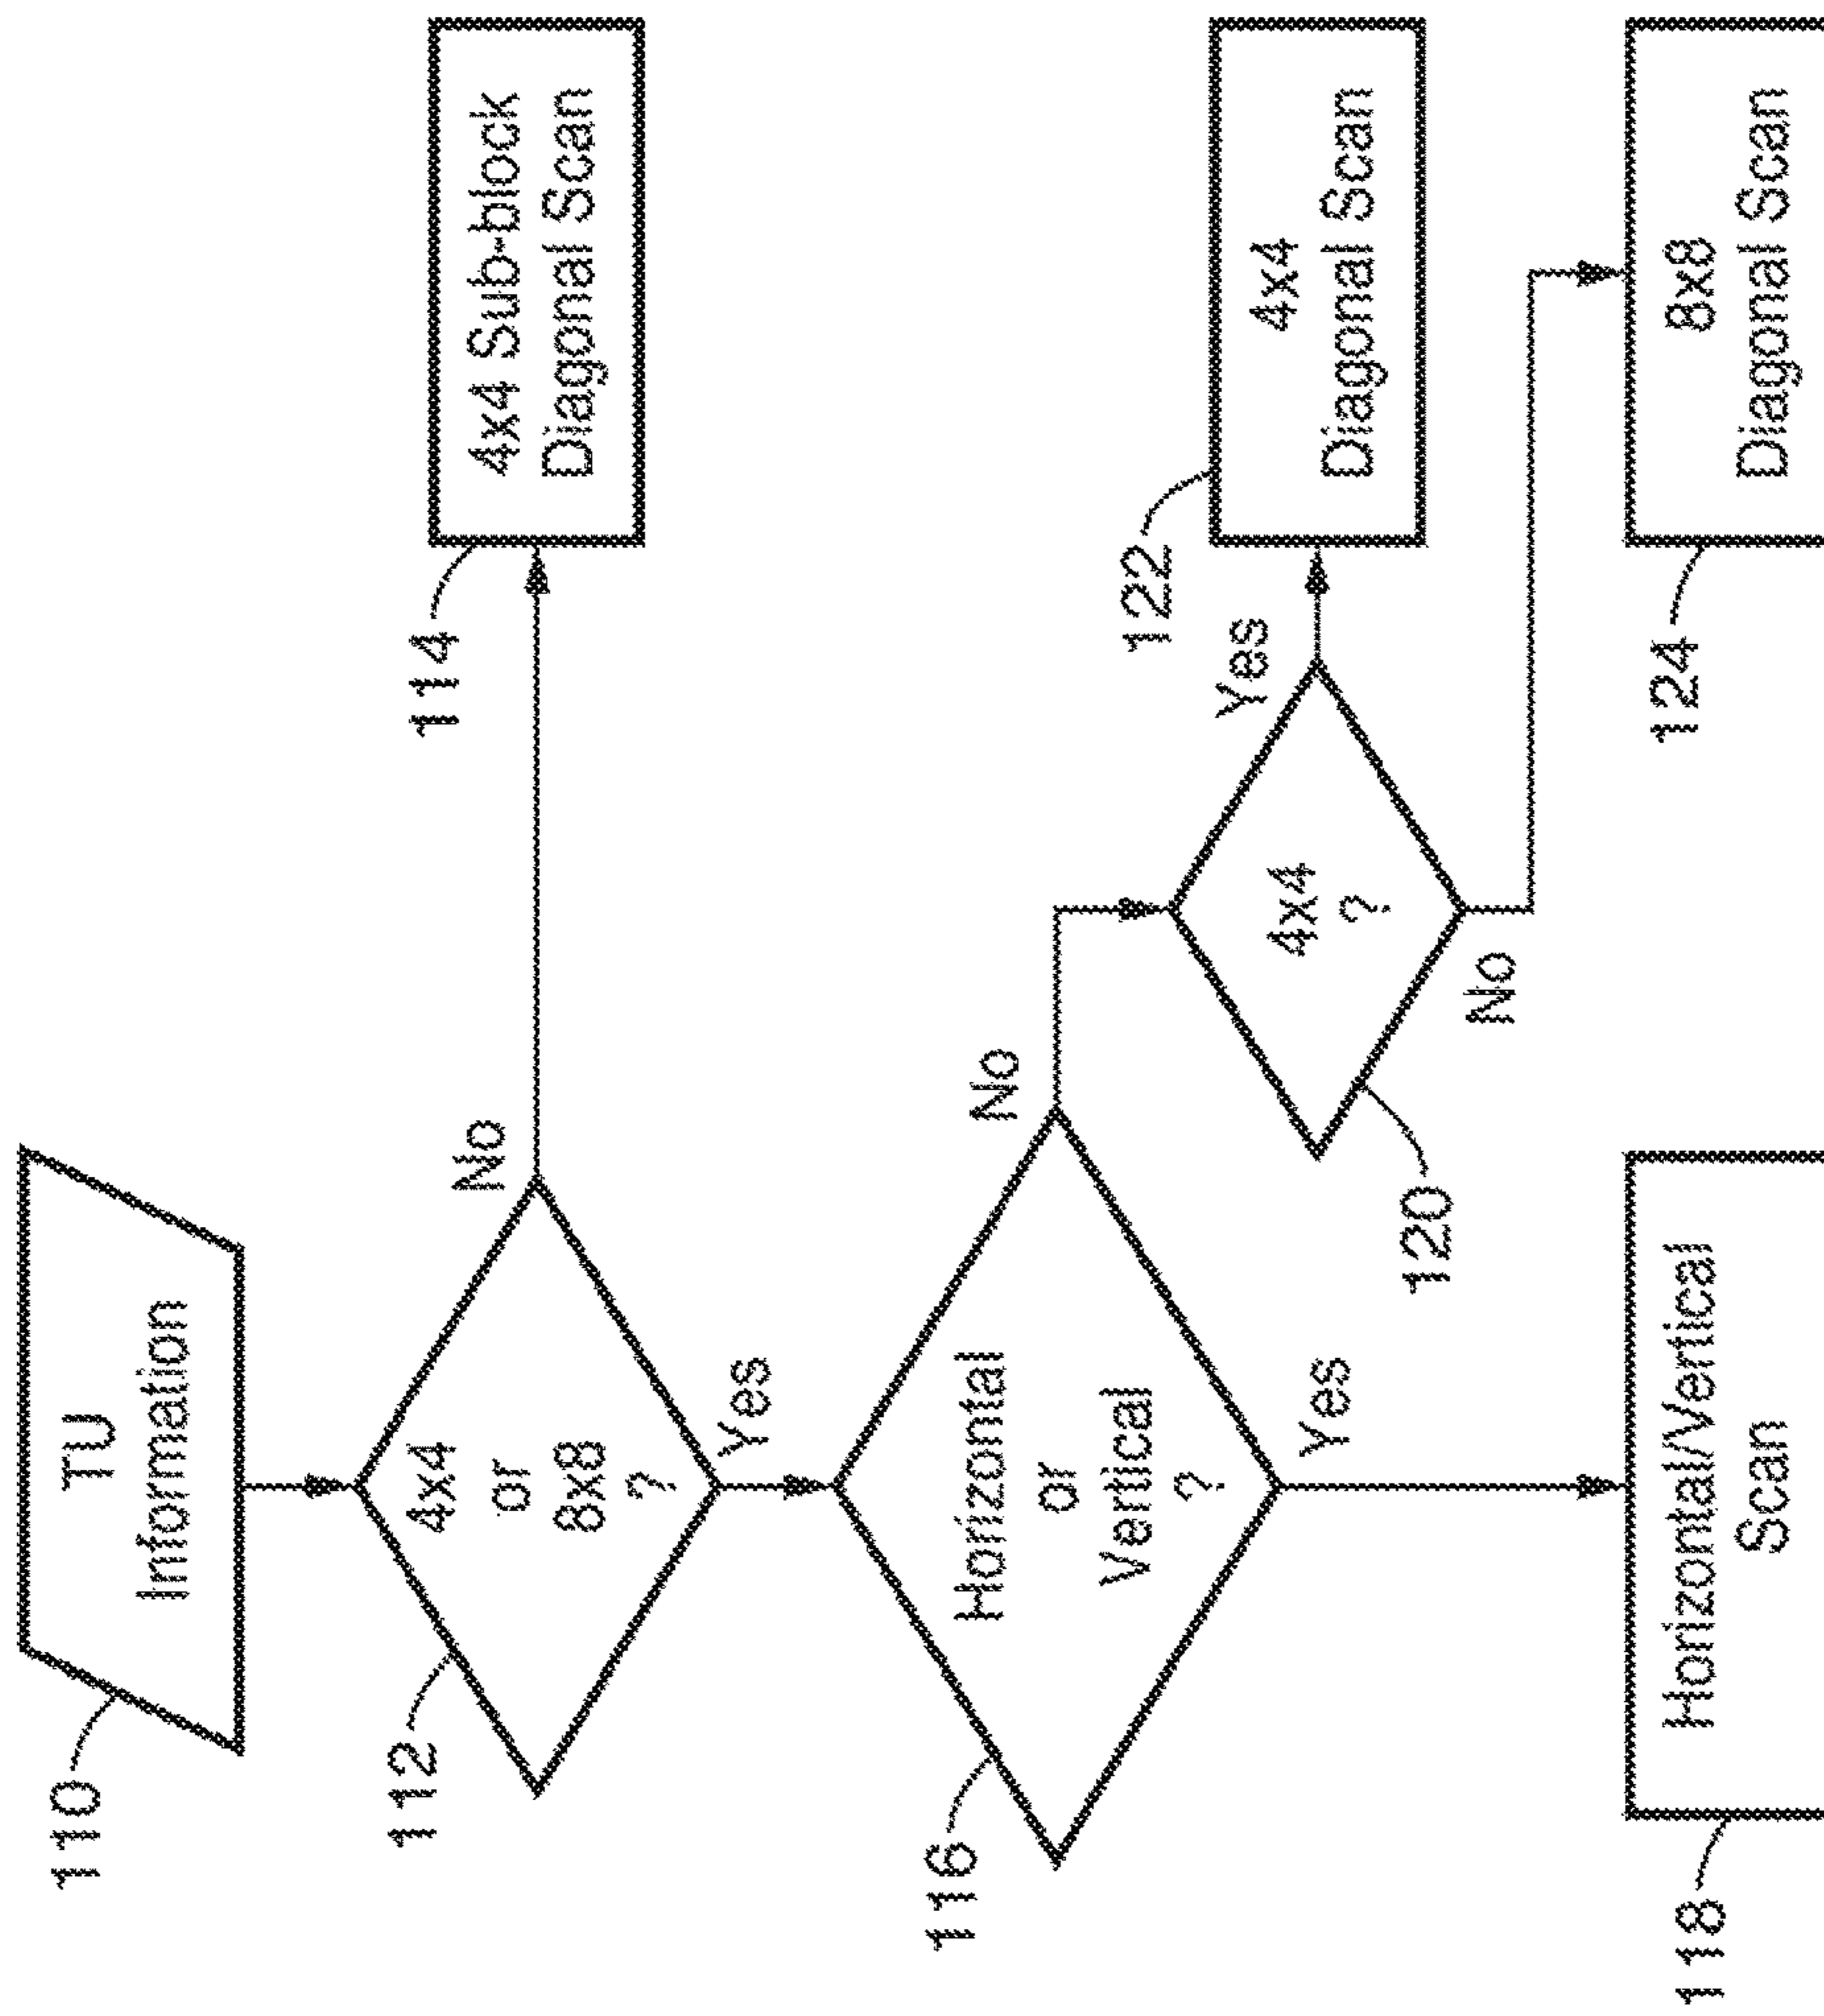 110
TU
Information
112
4x4
or
8x8
?
No
Yes
114
4x4 Sub-block
Diagonal Scan
116
Horizontal
or
Vertical
?
No
Yes
120
4x4
?
Yes
No
122
4x4
Diagonal Scan
118
Horizontal/Vertical
Scan
124
8x8
Diagonal Scan